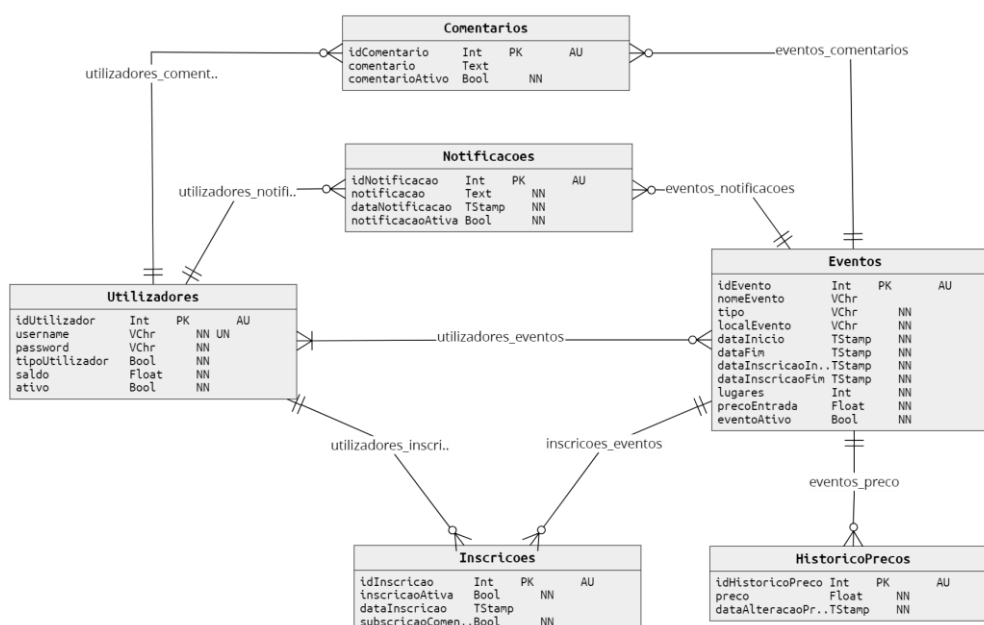 Comentarios
idComentario Int PK AU
comentario Text
comentarioAtivo Bool NN
utilizadores_coment..
eventos_comentarios
Notificacoes
idNotificacao Int PK AU
notificacao Text NN
dataNotificacao TStamp NN
notificacaoAtiva Bool NN
utilizadores_notifi..
eventos_notificacoes
Utilizadores
idUtilizador Int PK AU
username VChr NN UN
password VChr NN
tipoUtilizador Bool NN
saldo Float NN
ativo Bool NN
utilizadores_eventos
Eventos
idEvento Int PK AU
nomeEvento VChr
tipo VChr NN
localEvento VChr NN
dataInicio TStamp NN
dataFim TStamp NN
dataInscricaoIn..TStamp NN
dataInscricaoFim TStamp NN
lugares Int NN
precoEntrada Float NN
eventoAtivo Bool NN
utilizadores_inscri..
inscricoes_eventos
eventos_preco
Inscricoes
idInscricao Int PK AU
inscricaoAtiva Bool NN
dataInscricao TStamp
subscricaoComen..Bool NN
HistoricoPrecos
idHistoricoPreco Int PK AU
preco Float NN
dataAlteracaoPr..TStamp NN